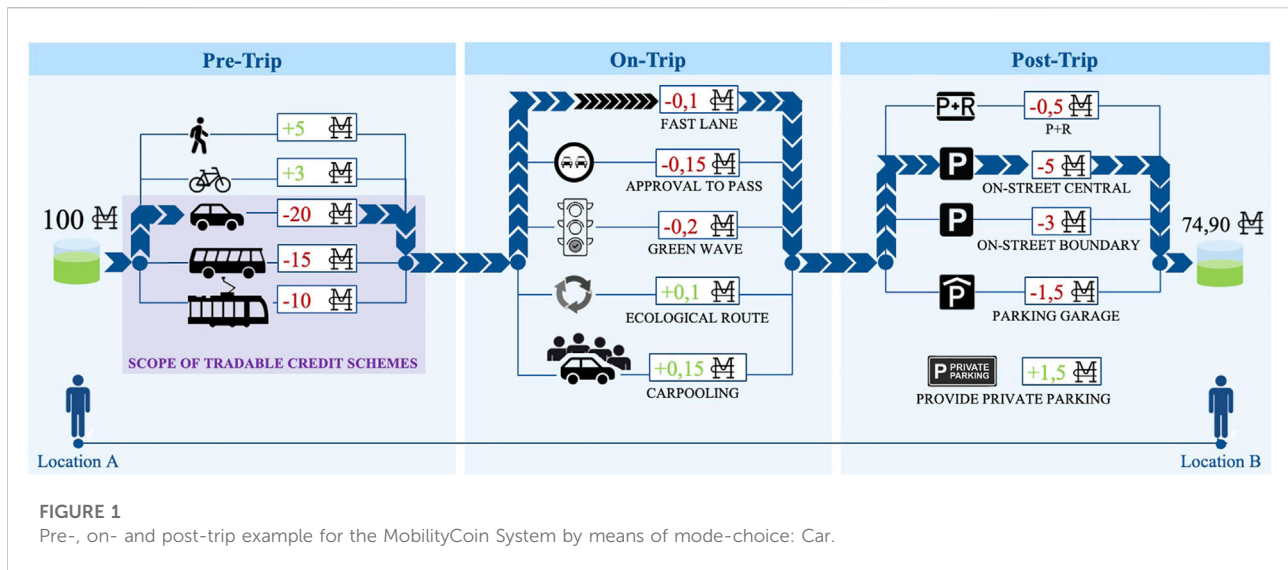 Pre-Trip
On-Trip
Post-Trip
100
+5
+3
-20
-15
-10
SCOPE OF TRADABLE CREDIT SCHEMES
-0,1
FAST LANE
-0,15
APPROVAL TO PASS
-0,2
GREEN WAVE
+0,1
ECOLOGICAL ROUTE
+0,15
CARPOOLING
P+R
-0,5
P+R
P
-5
ON-STREET CENTRAL
P
-3
ON-STREET BOUNDARY
P
-1,5
PARKING GARAGE
P PRIVATE
PARKING
+1,5
PROVIDE PRIVATE PARKING
74,90
Location A
Location B
FIGURE 1
Pre-, on- and post-trip example for the MobilityCoin System by means of mode-choice: Car.